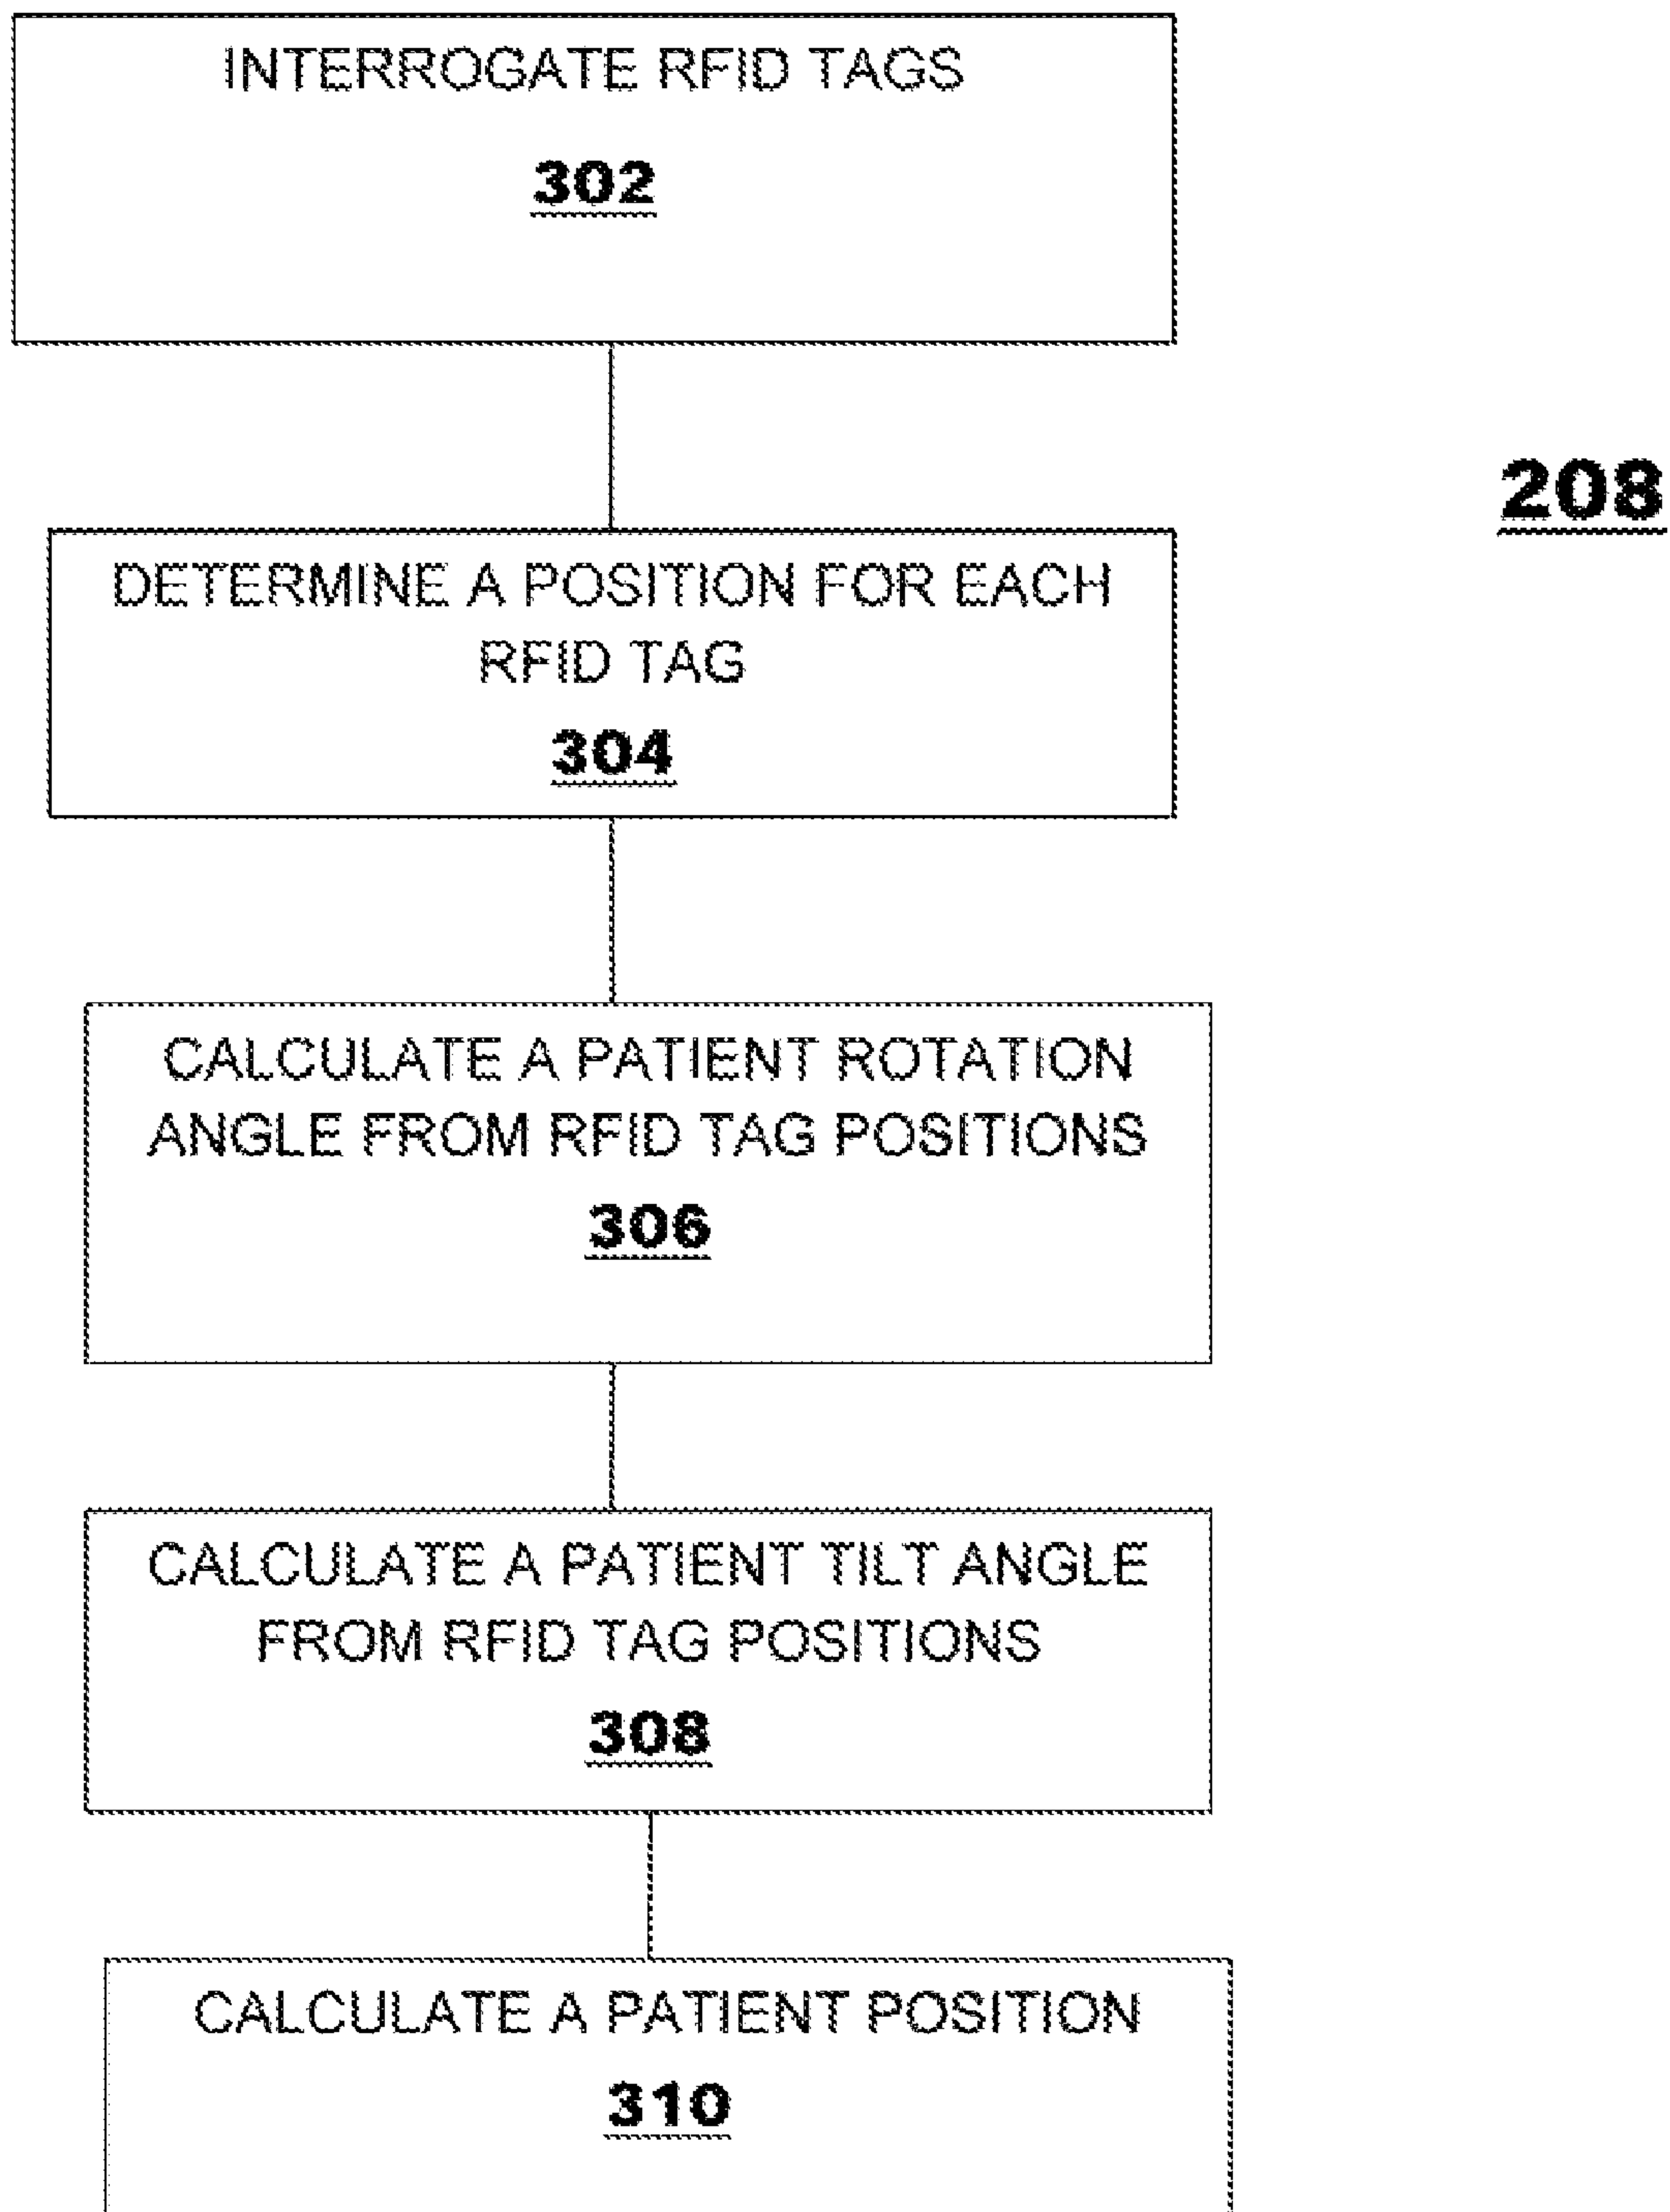 INTERROGATE RFID TAGS
302
208
DETERMINE A POSITION FOR EACH
RFID TAG
304
CALCULATE A PATIENT ROTATION
ANGLE FROM RFID TAG POSITIONS
306
CALCULATE A PATIENT TILT ANGLE
FROM RFID TAG POSITIONS
308
CALCULATE A PATIENT POSITION
310